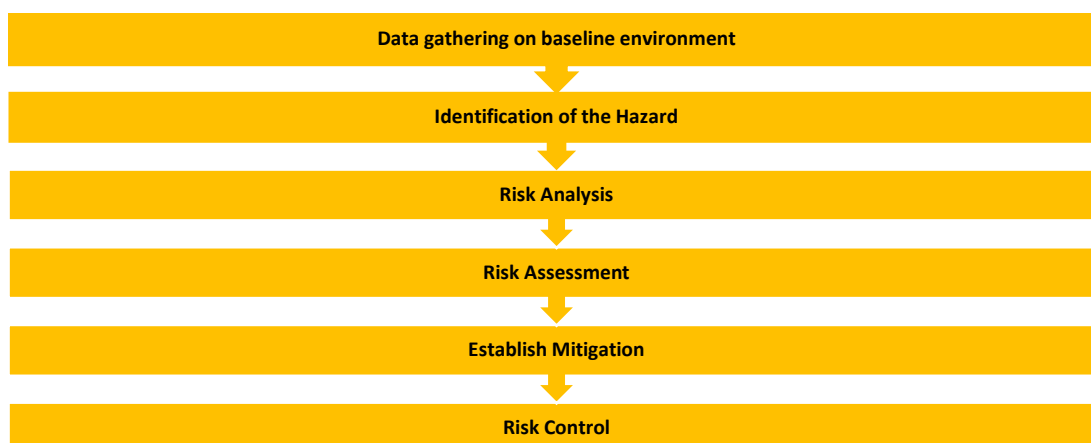 Data gathering on baseline environment
Identification of the Hazard
Risk Analysis
Risk Assessment
Establish Mitigation
Risk Control